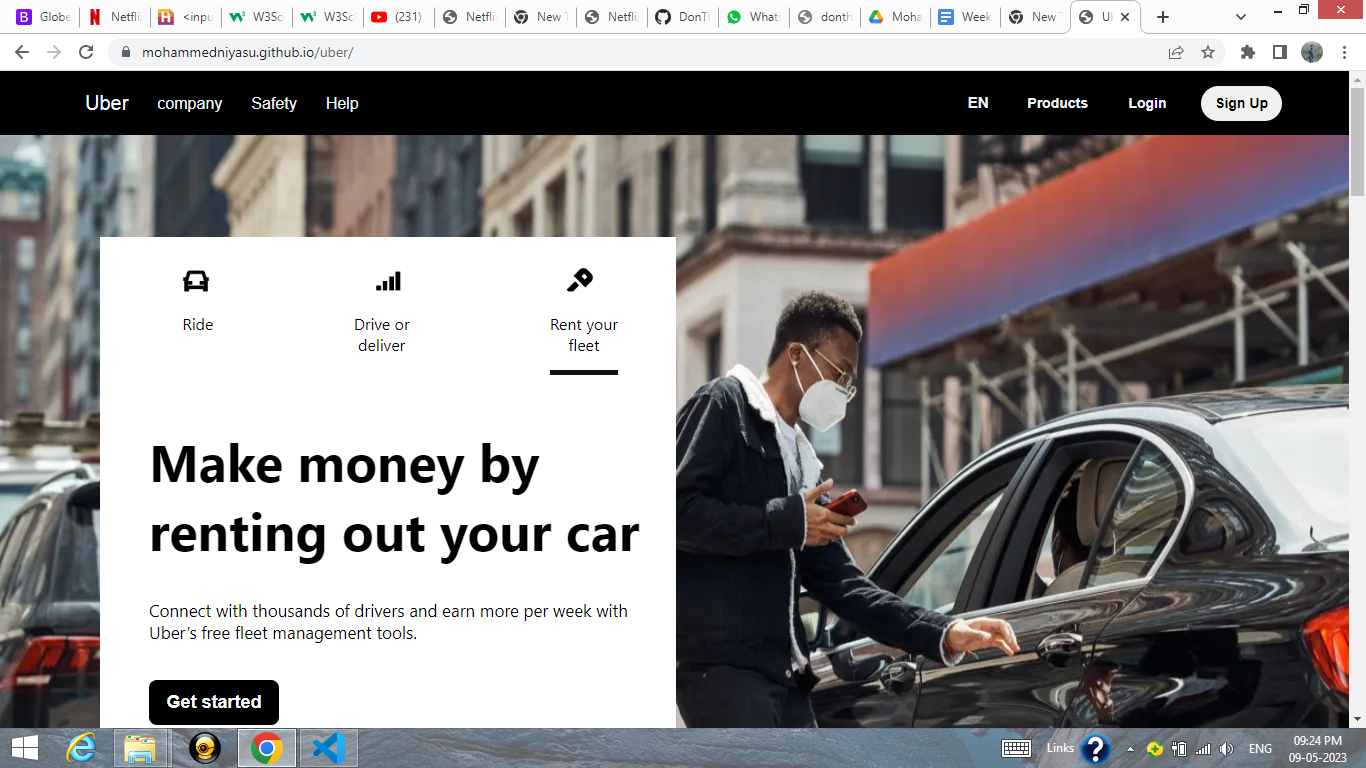 Globe
Netfli
<inpu
W3Sc
W3Sc
(231)
Netfli
New T
Netfli
DonTl
Whats
donth
Moha
Week
New T
Ul
mohammedniyasu.github.io/uber/
Uber company Safety Help EN Products Login Sign Up
Ride
Drive or
deliver
Rent your
fleet
Make money by
renting out your car
Connect with thousands of drivers and earn more per week with
Uber’s free fleet management tools.
Get started
Links
ENG
09:24 PM
09-05-2023